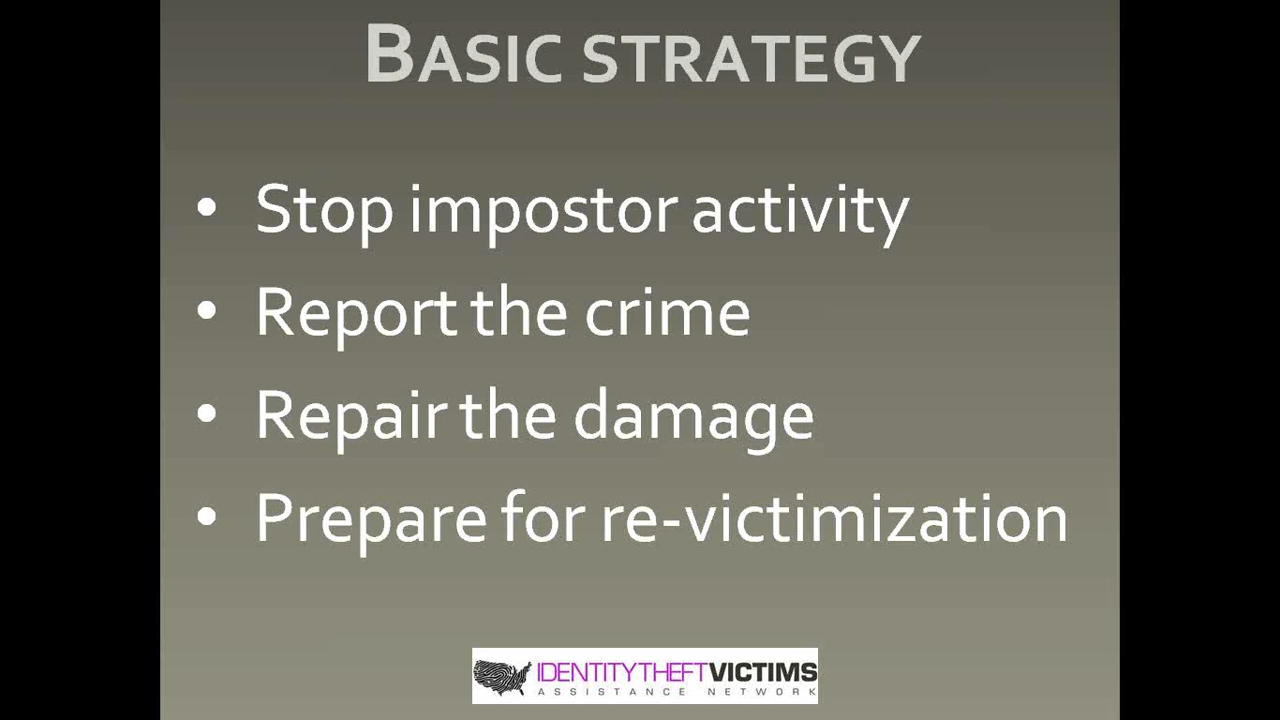 BASIC STRATEGY
• Stop impostor activity
• Report the crime
• Repair the damage
• Prepare for re-victimization
IDENTITYTHEFTVICTIMS
ASSISTANCE NETWORK